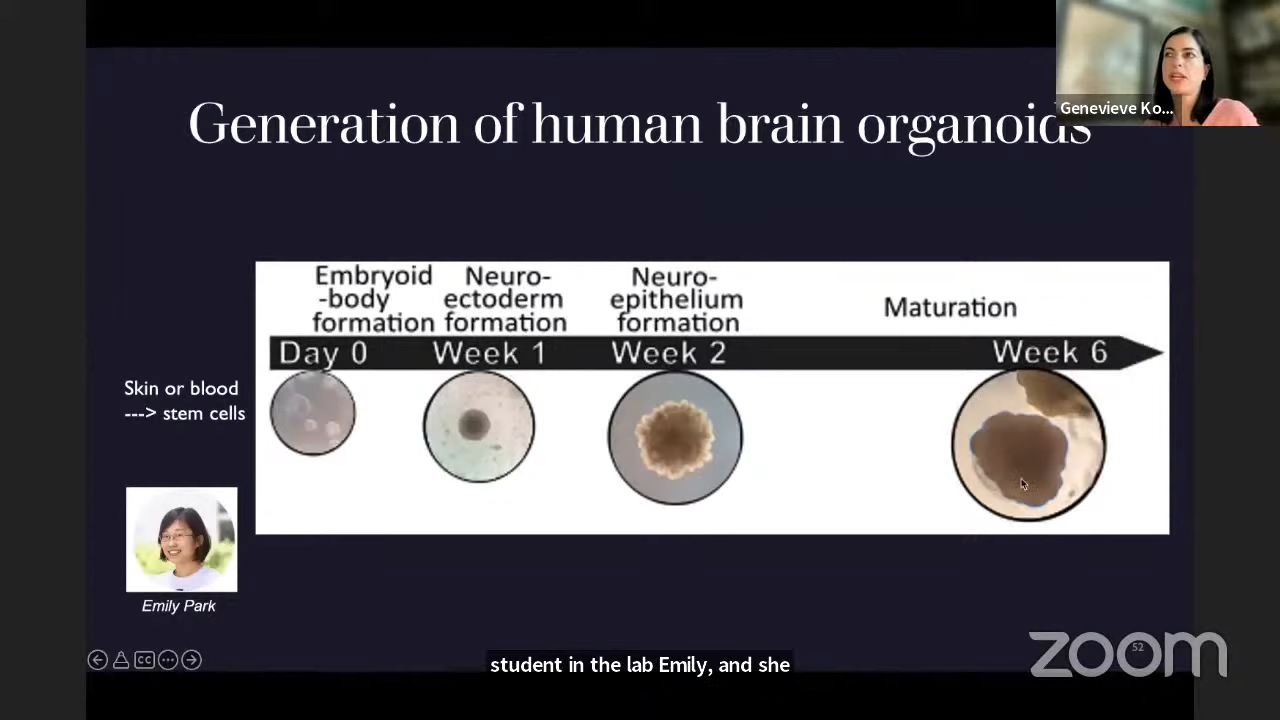 Generation of human brain organoids
Genevieve Ko...
Embryoid
-body
formation
Neuro-
ectoderm
formation
Neuro-
epithelium
formation
Maturation
Day 0
Week 1
Week 2
Week 6
Skin or blood
---> stem cells
Emily Park
CC
52
zoom
student in the lab Emily, and she